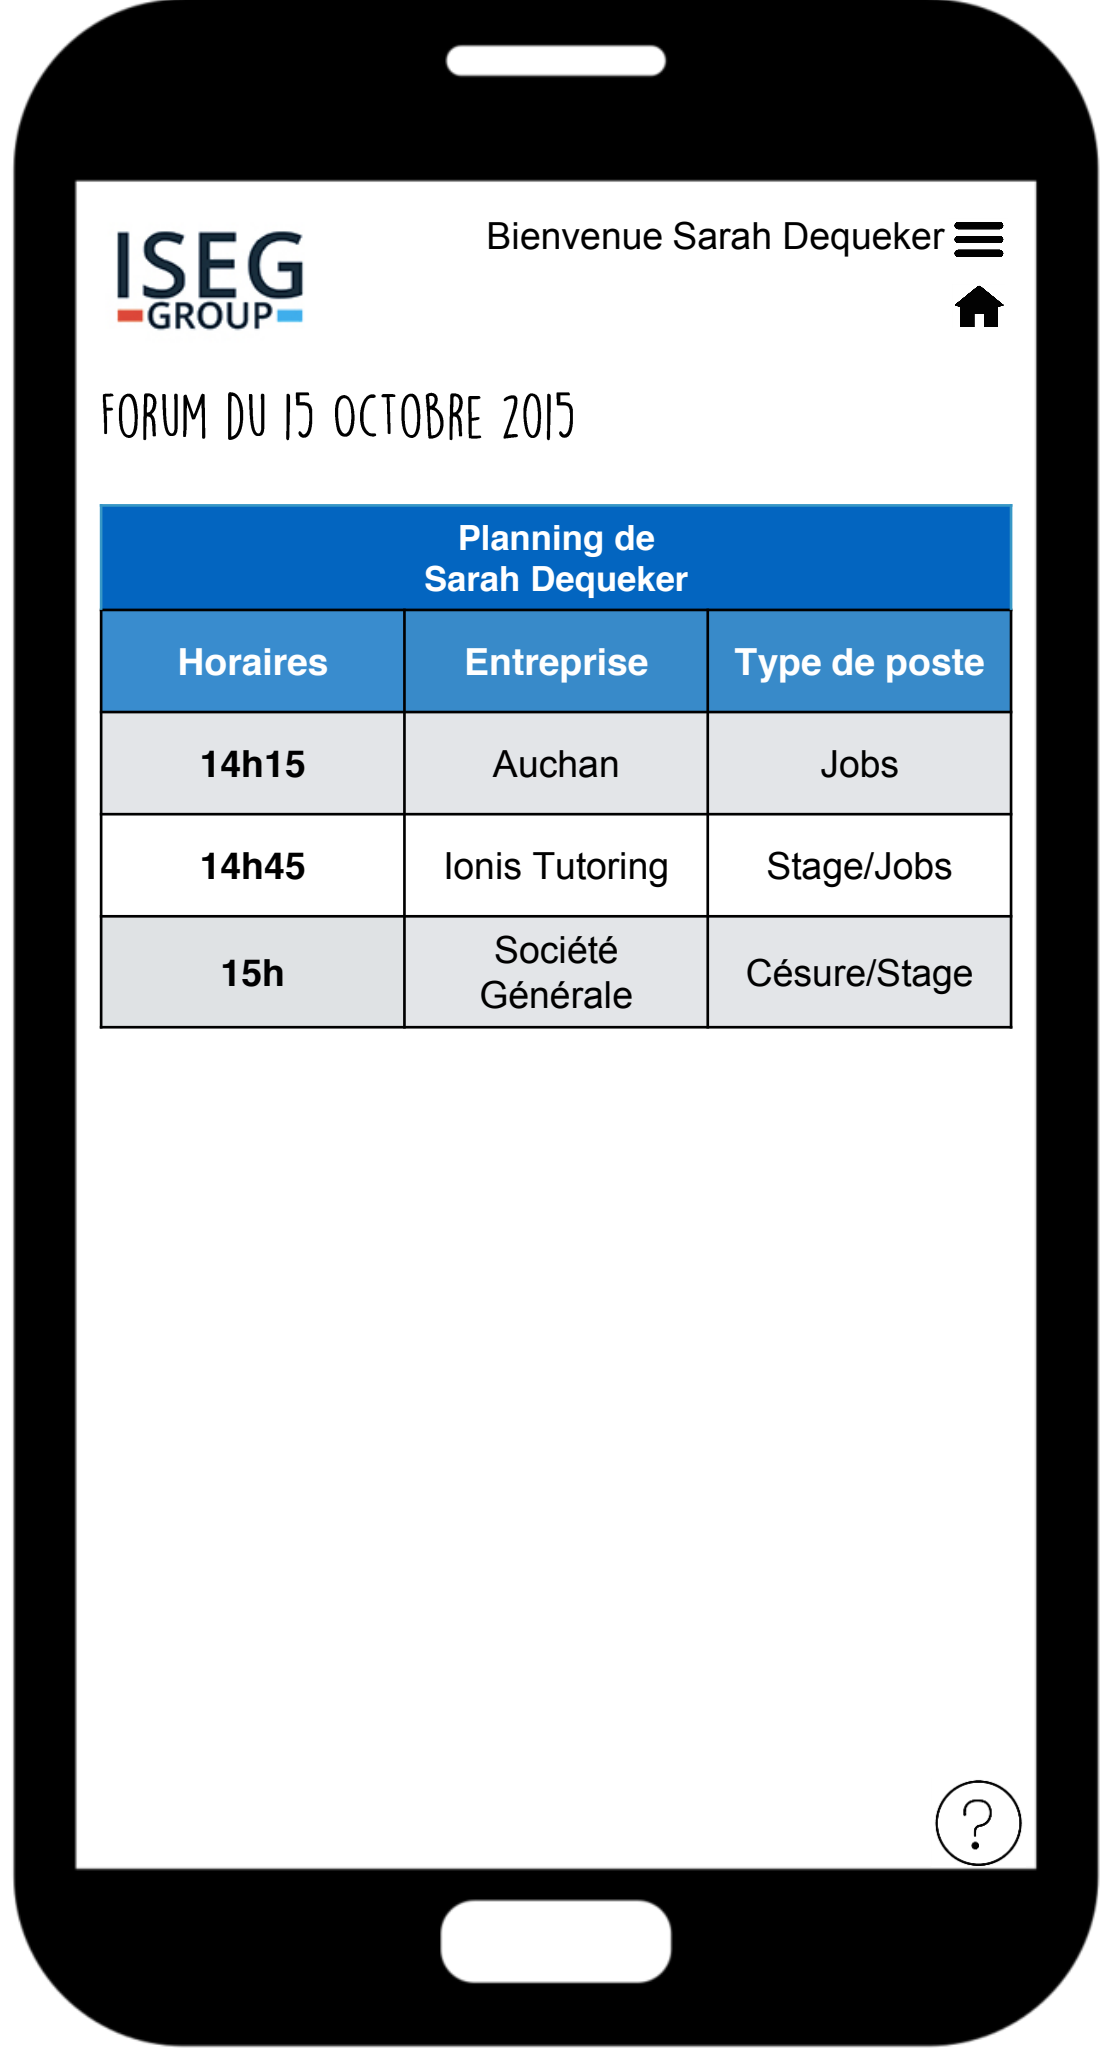 ISEG
GROUP
Bienvenue Sarah Dequeker
FORUM DU 15 OCTOBRE 2015
Planning de
Sarah Dequeker
Horaires Entreprise Type de poste
14h15 Auchan Jobs
14h45 Ionis Tutoring Stage/Jobs
15h Société Générale Césure/Stage
?